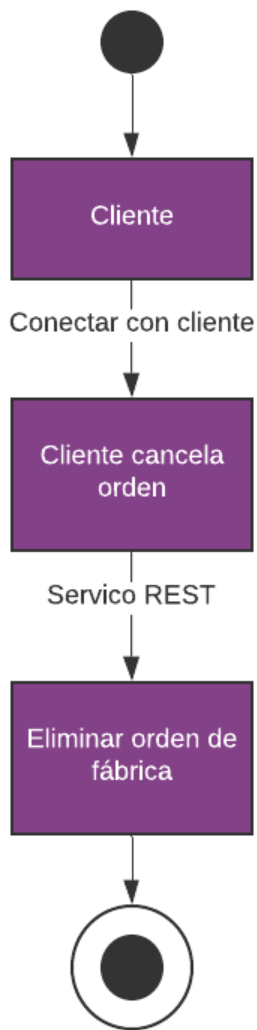 Cliente
Conectar con cliente
Cliente cancela
orden
Servico REST
Eliminar orden de
fábrica